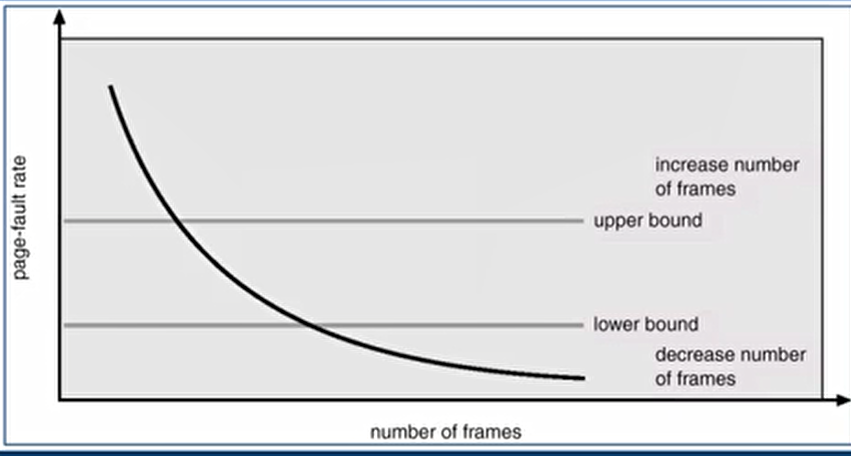 page-fault rate
increase number
of frames
upper bound
lower bound
decrease number
of frames
number of frames